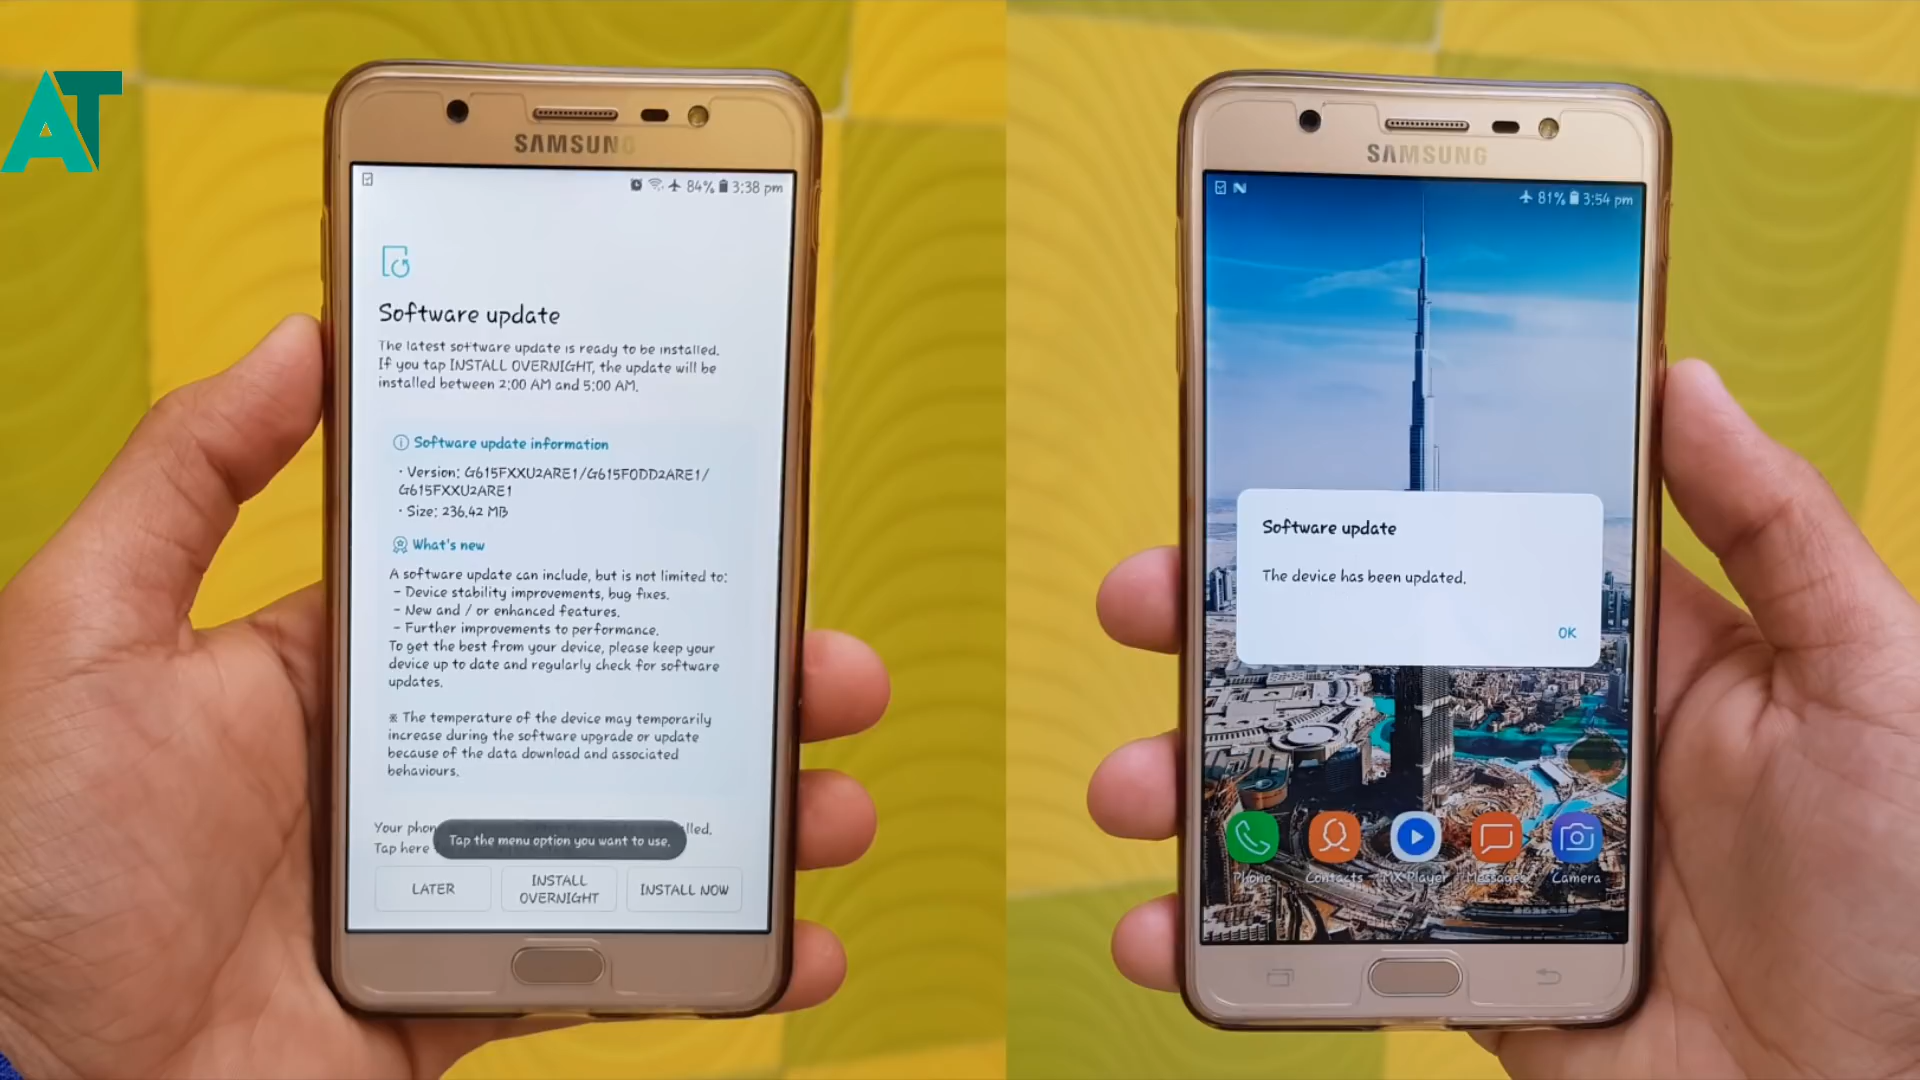 AT
SAMSUNG
84% 3:38 pm
Software update
The latest software update is ready to be installed.
If you tap INSTALL OVERNIGHT, the update will be
installed between 2:00 AM and 5:00 AM.
Software update information
· Version: G615FXXU2ARE1/G615FODD2ARE1/
G615FXXU2ARE1
· Size: 236.42 MB
What's new
A software update can include, but is not limited to:
- Device stability improvements, bug fixes.
- New and / or enhanced features.
- Further improvements to performance.
To get the best from your device, please keep your
device up to date and regularly check for software
updates.
※ The temperature of the device may temporarily
increase during the software upgrade or update
because of the data download and associated
behaviours.
Your
Tap here
Tap the menu option you want to use.
LATER
INSTALL
OVERNIGHT
INSTALL NOW
SAMSUNG
81% 3:54 pm
Software update
The device has been updated.
OK
Phone Contacts MX Player Messages Camera